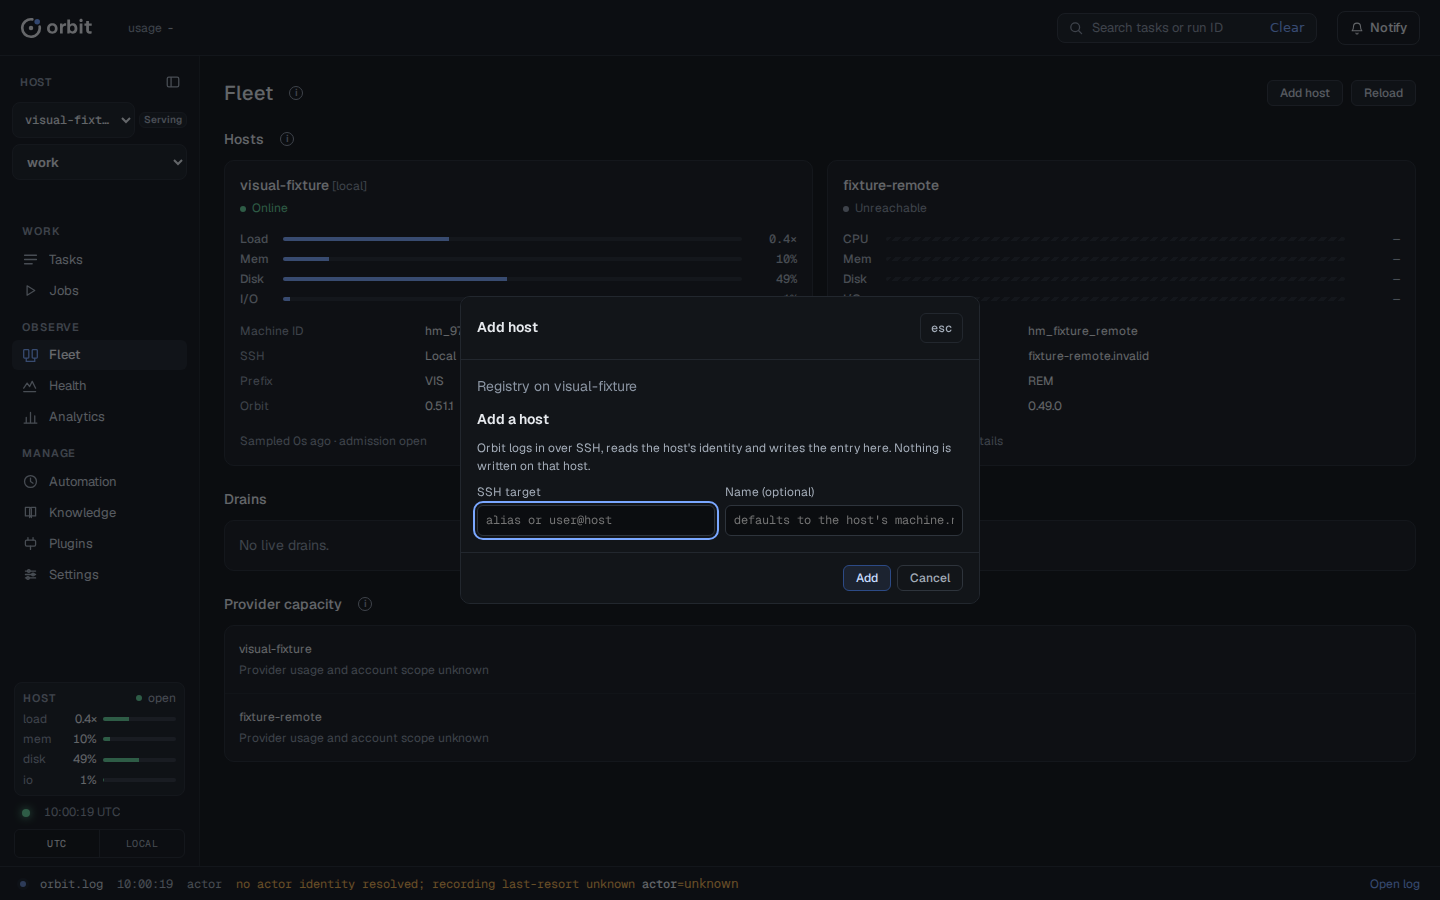 orbit
usage -
Search tasks or run ID
Clear
Notify
HOST
visual-fixt…
Serving
work
WORK
Tasks
Jobs
OBSERVE
Fleet
Health
Analytics
MANAGE
Automation
Knowledge
Plugins
Settings
HOST
open
load 0.4×
mem 10%
disk 49%
io 1%
10:00:19 UTC
UTC
LOCAL
Fleet
Add host
Reload
Hosts
visual-fixture [local]
Online
Load 0.4×
Mem 10%
Disk 49%
I/O
Machine ID hm_97
SSH Local
Prefix VIS
Orbit 0.51.1
Sampled 0s ago · admission open
fixture-remote
Unreachable
CPU –
Mem –
Disk –
–
hm_fixture_remote
fixture-remote.invalid
REM
0.49.0
tails
Add host
esc
Registry on visual-fixture
Add a host
Orbit logs in over SSH, reads the host's identity and writes the entry here. Nothing is
written on that host.
SSH target
Name (optional)
alias or user@host
defaults to the host's machine.
Add
Cancel
Drains
No live drains.
Provider capacity
visual-fixture
Provider usage and account scope unknown
fixture-remote
Provider usage and account scope unknown
orbit.log 10:00:19 actor no actor identity resolved; recording last-resort unknown actor=unknown
Open log